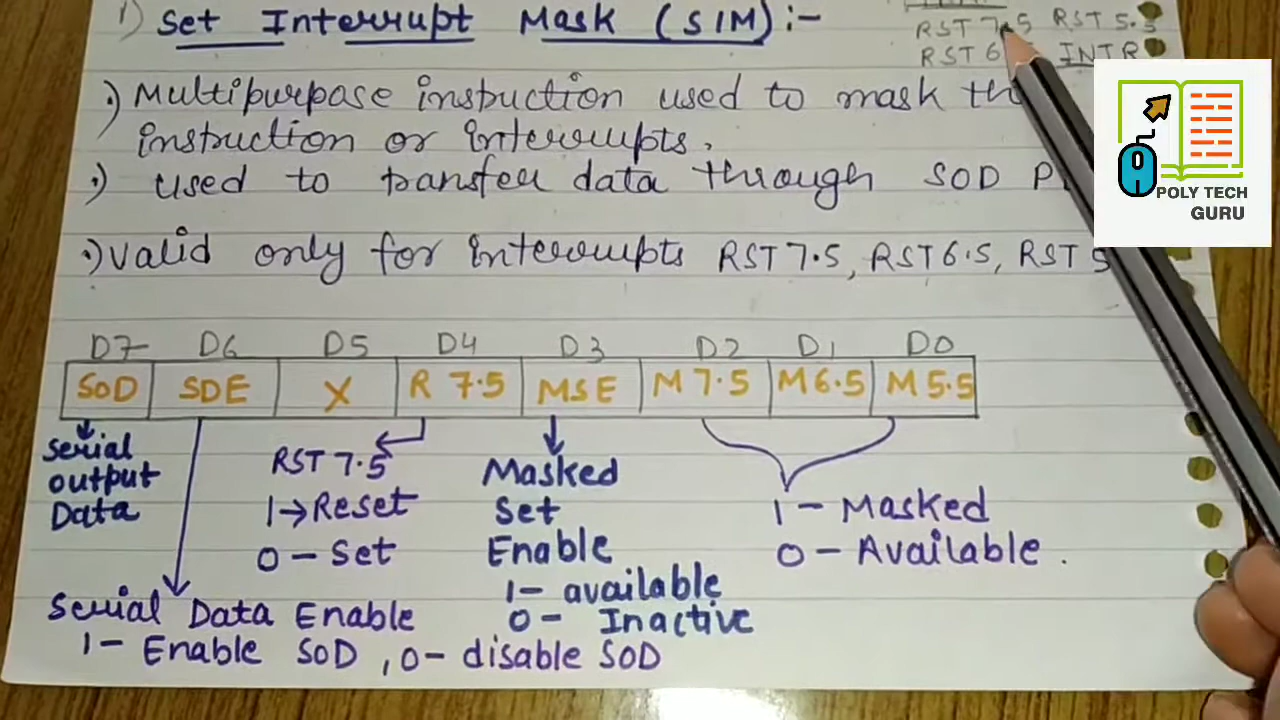 1) Set Interrupt Mask (SIM) :-
RST 7.5 RST 5.5
RST 6 INTR
.) Multipurpose instruction used to mask th
instruction or interrupts.
.) used to transfer data through SOD P
.) valid only for interrupts RST 7.5, RST 6.5, RST 5
D7 D6 D5 D4 D3 D2 D1 D0
SOD SDE X R 7.5 MSE M 7.5 M 6.5 M 5.5
Serial
output
Data
RST 7.5
1→Reset
0 – Set
Masked
Set
Enable
1– available
0– Inactive
1 – Masked
0 – Available.
Serial Data Enable
1– Enable SOD, 0– disable SOD
POLY TECH
GURU